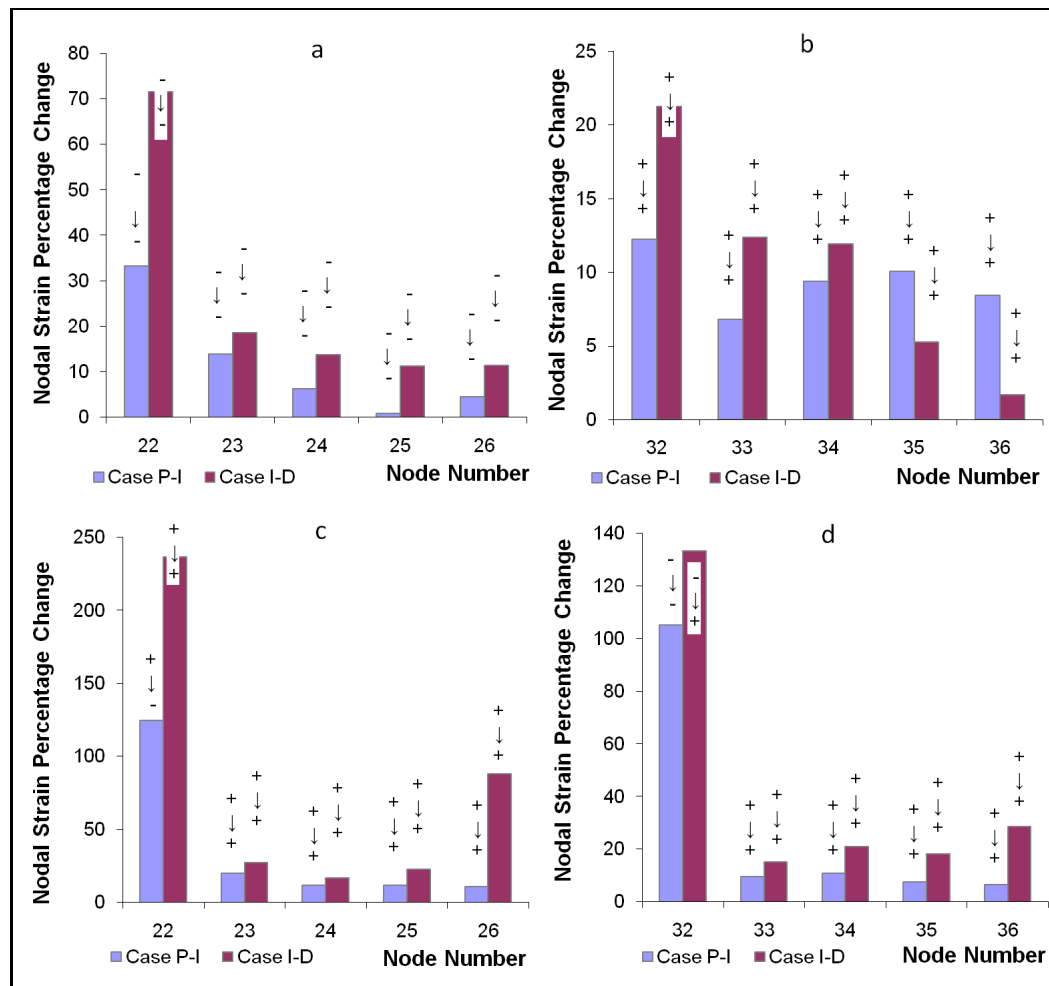 a
Nodal Strain Percentage Change
80
70
60
50
40
30
20
10
0
- ↓ -
- ↓ -
- ↓ -
- ↓ -
- ↓ -
- ↓ -
- ↓ -
- ↓ -
- ↓ -
- ↓ -
22 23 24 25 26
Case P-I Case I-D Node Number
b
Nodal Strain Percentage Change
25
20
15
10
5
0
+ ↓ +
+ ↓ +
+ ↓ +
+ ↓ +
+ ↓ +
+ ↓ +
+ ↓ +
+ ↓ +
+ ↓ +
+ ↓ +
32 33 34 35 36
Case P-I Case I-D Node Number
c
Nodal Strain Percentage Change
250
200
150
100
50
0
+ ↓ -
+ ↓ +
+ ↓ +
+ ↓ +
+ ↓ +
+ ↓ +
+ ↓ +
+ ↓ +
+ ↓ +
+ ↓ +
22 23 24 25 26
Node Number
Case P-I Case I-D
d
Nodal Strain Percentage Change
140
120
100
80
60
40
20
0
- ↓ -
- ↓ +
+ ↓ +
+ ↓ +
+ ↓ +
+ ↓ +
+ ↓ +
+ ↓ +
+ ↓ +
+ ↓ +
32 33 34 35 36
Node Number
Case P-I Case I-D